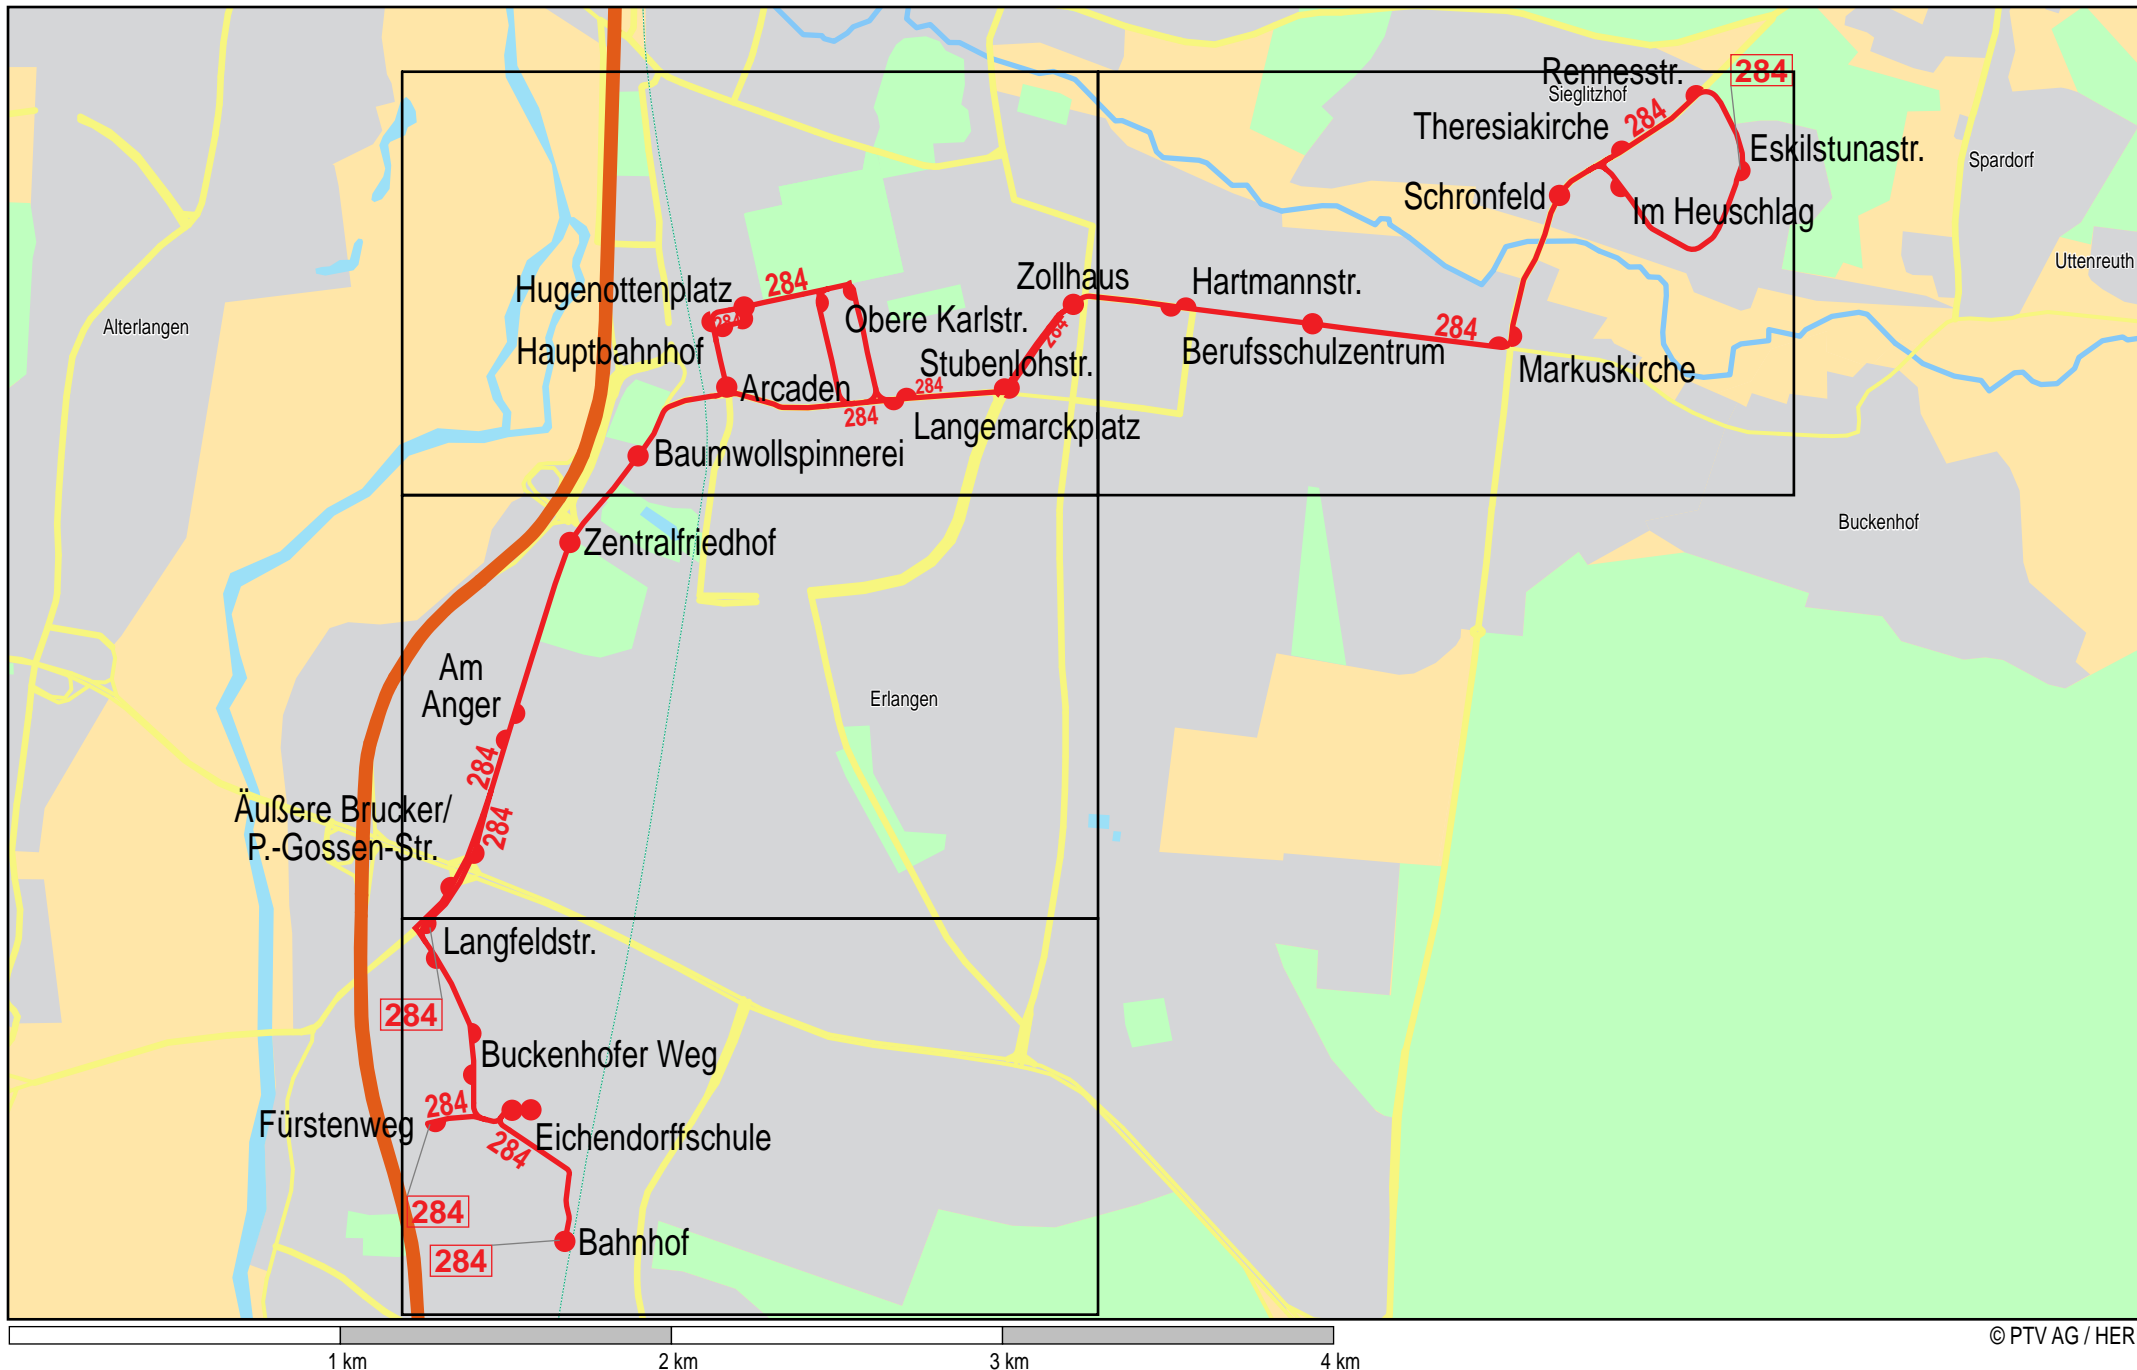 Rennesstr.
284
Sieglitzhof
Theresiakirche
284
Eskilstunastr.
Spardorf
Schronfeld
Im Heuschlag
Uttenreuth
Zollhaus
Hartmannstr.
Hugenottenplatz
284
284
Obere Karlstr.
284
284
Alterlangen
Hauptbahnhof
Berufsschulzentrum
Stubenlohstr.
Markuskirche
Arcaden
284
284
Langemarckplatz
Baumwollspinnerei
Buckenhof
Zentralfriedhof
Am
Anger
Erlangen
284
Äußere Brucker/
P.-Gossen-Str.
284
Langfeldstr.
284
Buckenhofer Weg
284
Fürstenweg
Eichendorffschule
284
284
Bahnhof
284
© PTV AG / HER
1 km
2 km
3 km
4 km